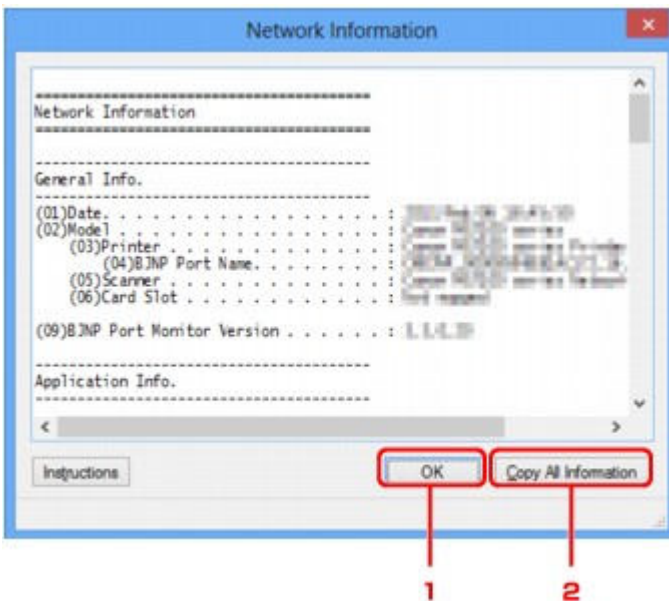 Network Information
Network Information
General Info.
(01)Date. . . . . . . . . . . . . . . . . . :
(02)Model . . . . . . . . . . . . . . . . . :
(03)Printer . . . . . . . . . . . . . . :
(04)BJNP Port Name. . . . . . . . . :
(05)Scanner . . . . . . . . . . . . . . :
(06)Card Slot . . . . . . . . . . . . . :
(09)BJNP Port Monitor Version . . . . . . :
Application Info.
Instructions
OK
Copy All Information
1
2